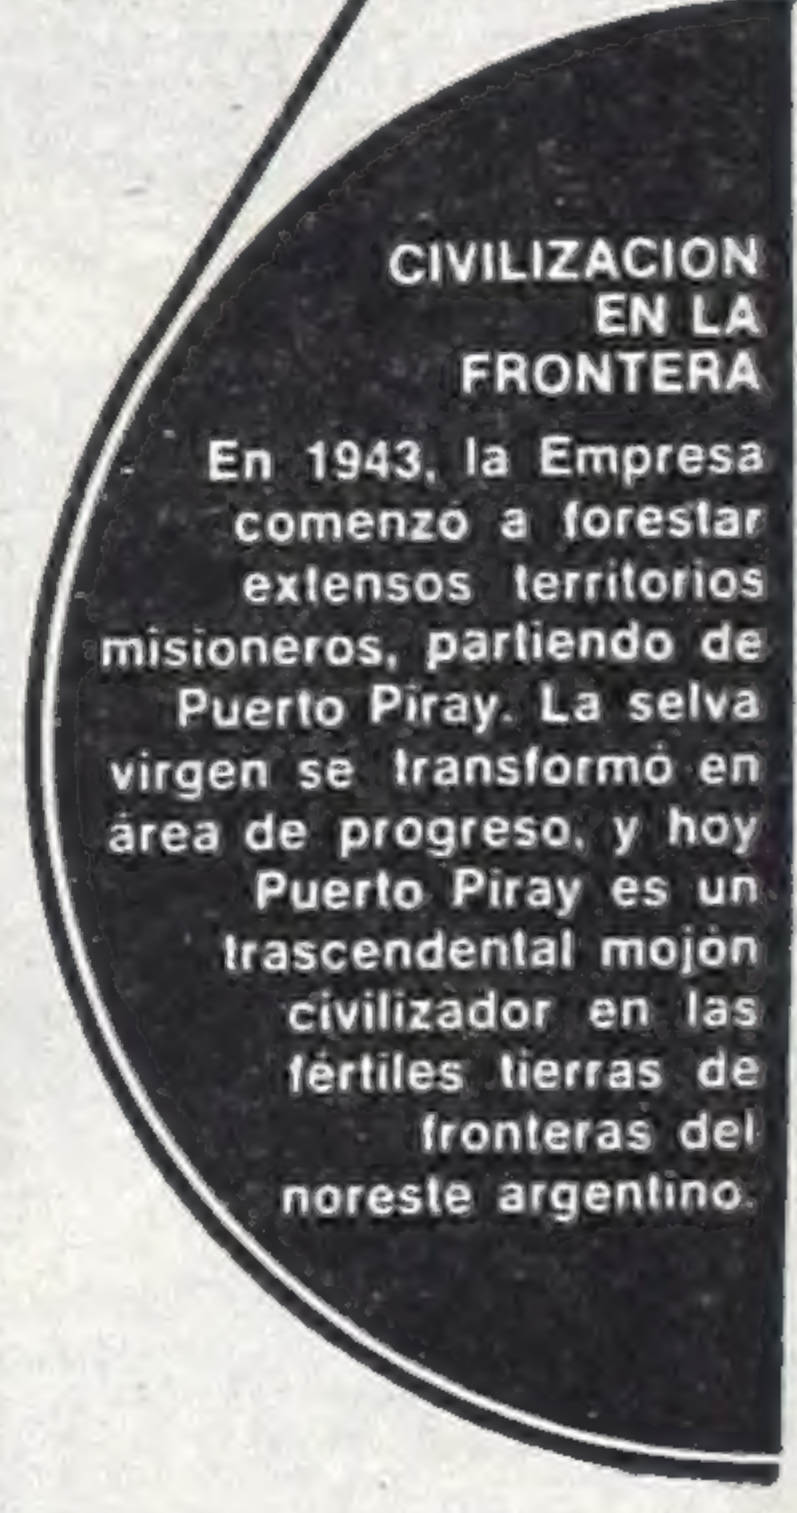 CIVILIZACION
EN LA
FRONTERA
En 1943, la Empresa
comenzó a forestar
extensos territorios
misioneros, partiendo de
Puerto Piray. La selva
virgen se transformó en
área de progreso, y hoy
Puerto Piray es un
trascendental mojón
civilizador en las
fértiles tierras de
fronteras del
noreste argentino.